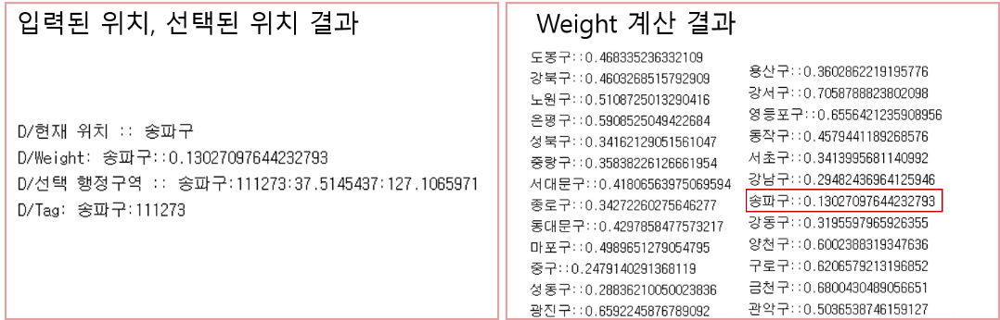 입력된 위치, 선택된 위치 결과
D/현재 위치 :: 송파구
D/Weight: 송파구::0.13027097644232793
D/선택 행정구역 :: 송파구:111273:37.5145437:127.1065971
D/Tag: 송파구:111273
Weight 계산 결과
도봉구::0.468335236332109
강북구::0.4603268515792909
노원구::0.5108725013290416
은평구::0.5908525049422684
성북구::0.34162129051561047
중랑구::0.35838226126661954
서대문구::0.41806563975069594
종로구::0.34272260275646277
동대문구::0.4297858477573217
마포구::0.4989651279054795
중구::0.2479140291368119
성동구::0.28836210050023836
광진구::0.6592245876789092
용산구::0.3602862219195776
강서구::0.7058788823802098
영등포구::0.6556421235908956
동작구::0.4579441189268576
서초구::0.3413995681140992
강남구::0.29482436964125946
송파구::0.13027097644232793
강동구::0.3195597965926355
양천구::0.6002388319347636
구로구::0.6206579213196852
금천구::0.6800430489056651
관악구::0.5036538746159127